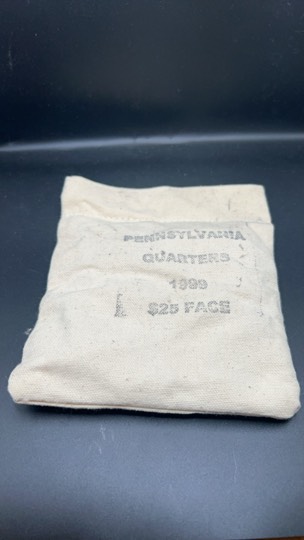 PENNSYLVANIA
QUARTERS
1999
$25 FACE